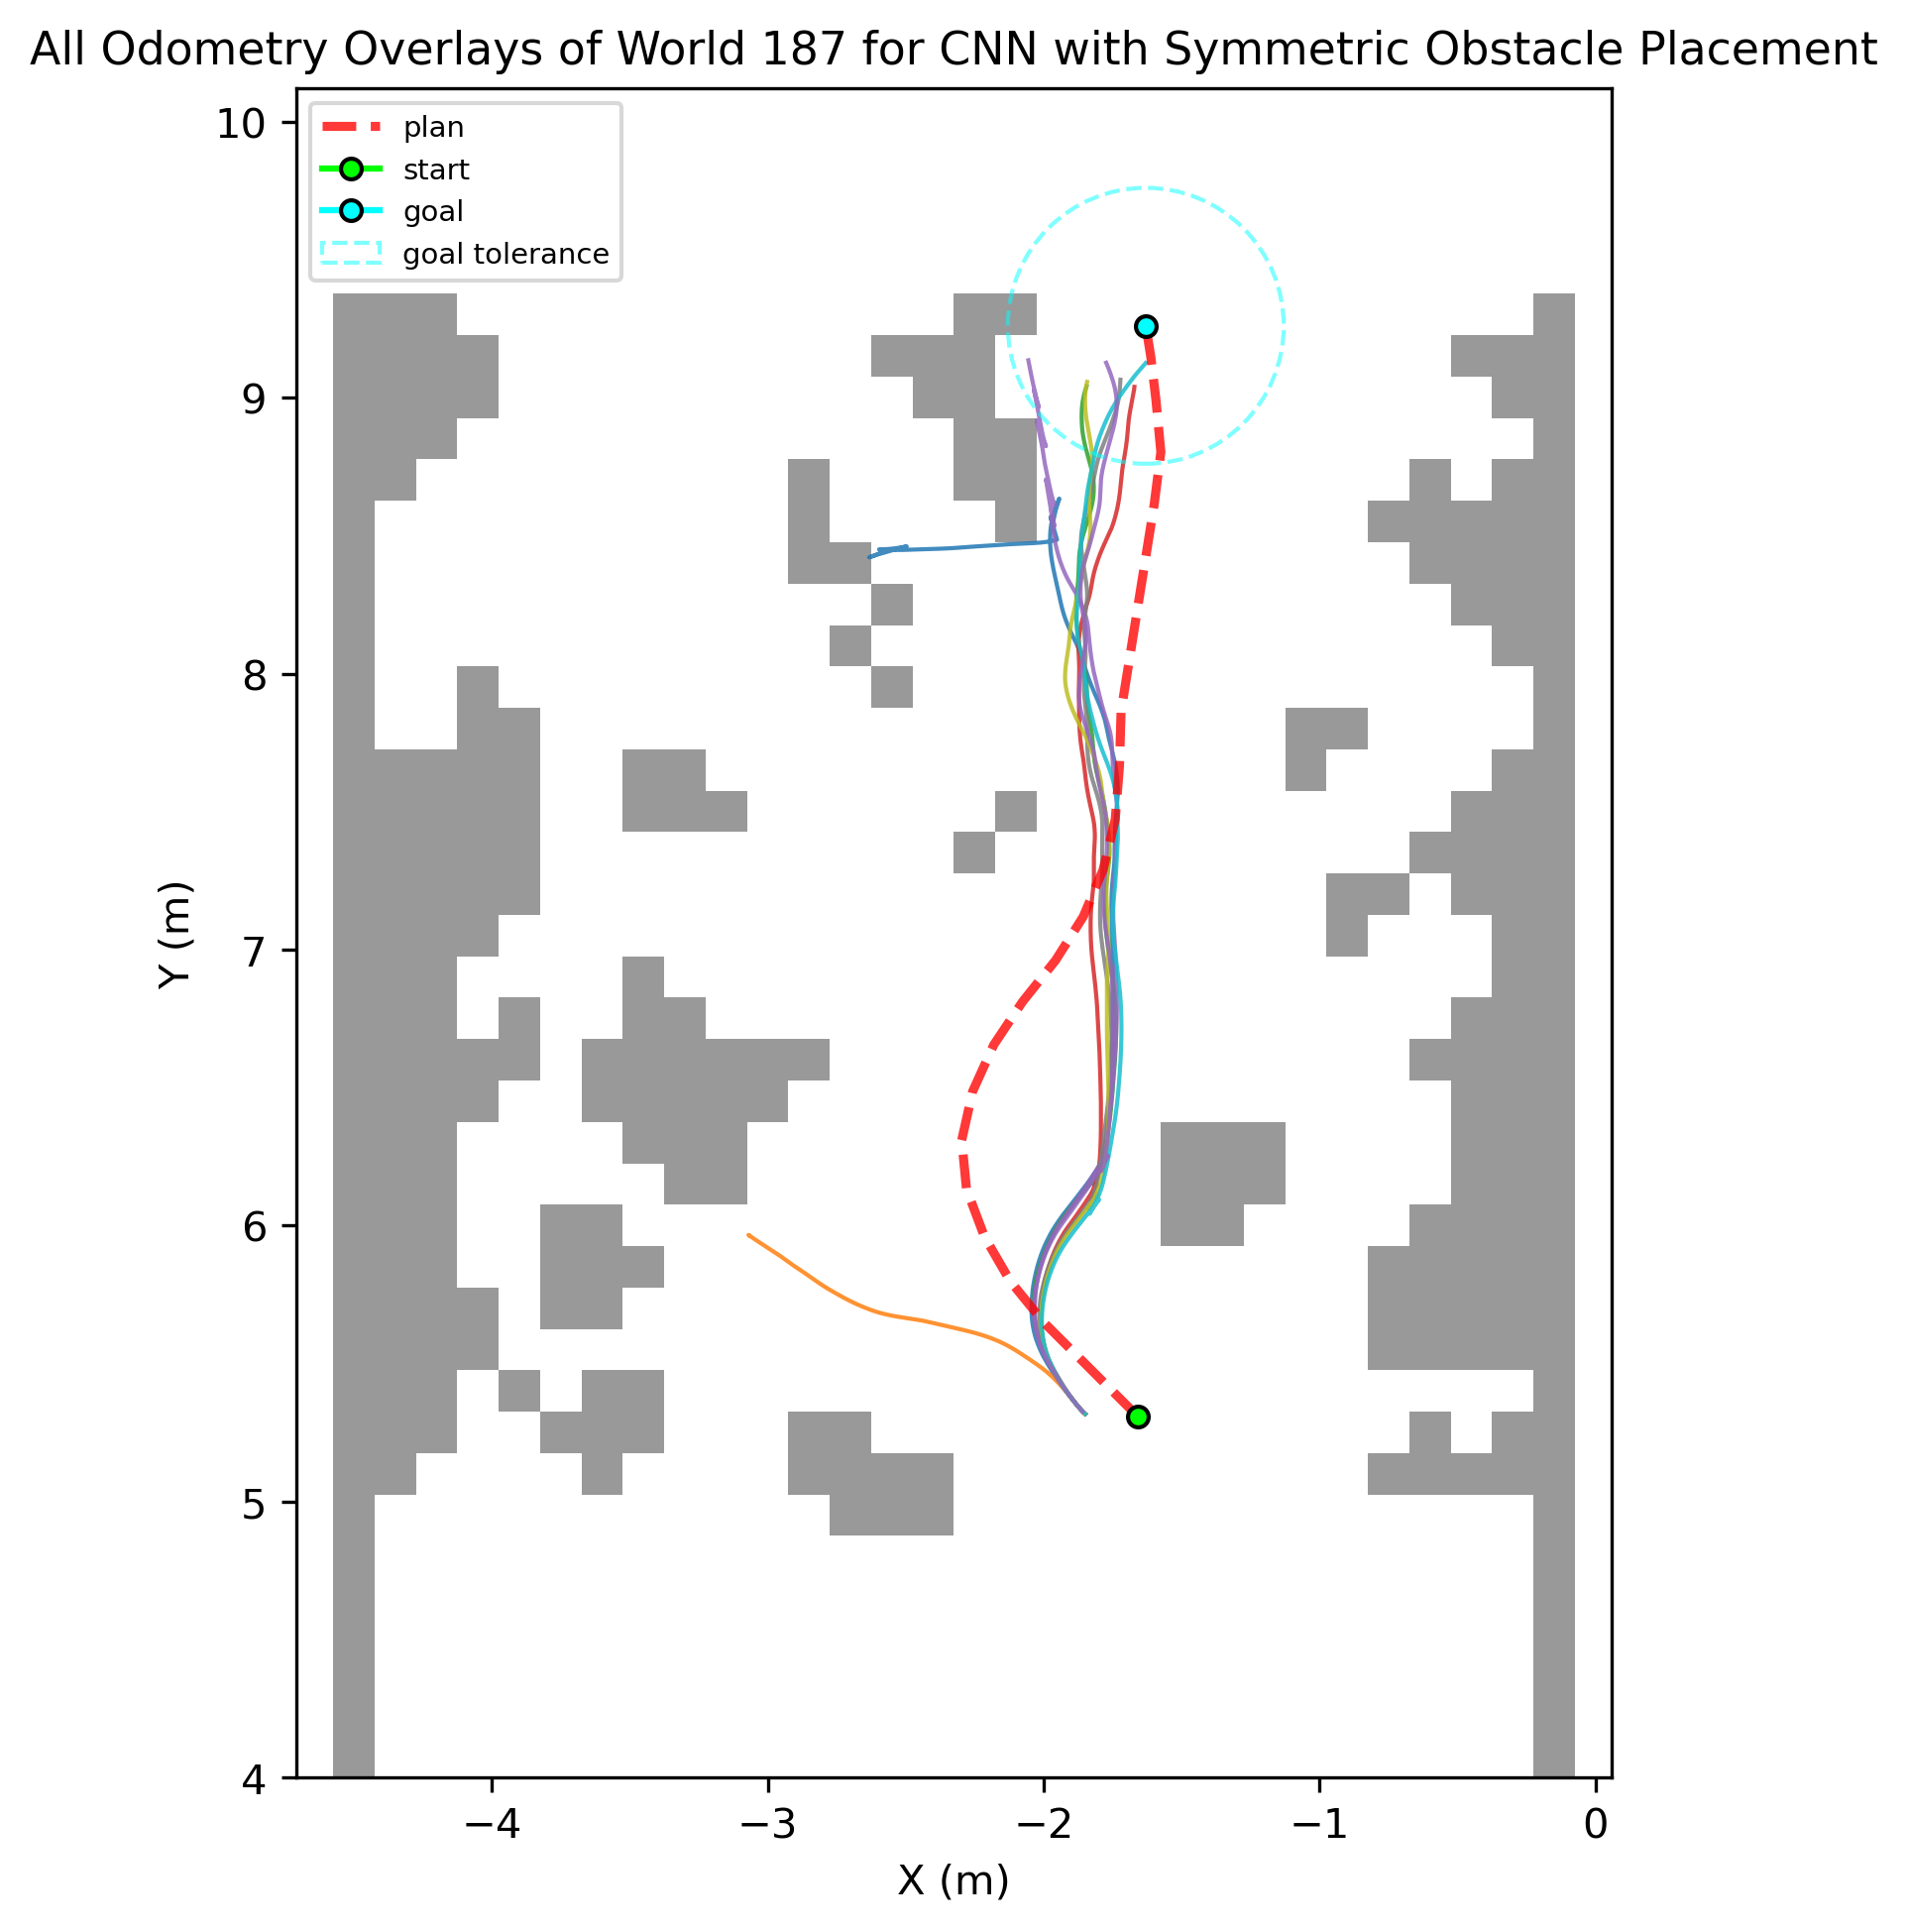 All Odometry Overlays of World 187 for CNN with Symmetric Obstacle Placement
plan
start
goal
goal tolerance
10
9
8
7
6
5
4
Y (m)
−4
−3
−2
−1
0
X (m)